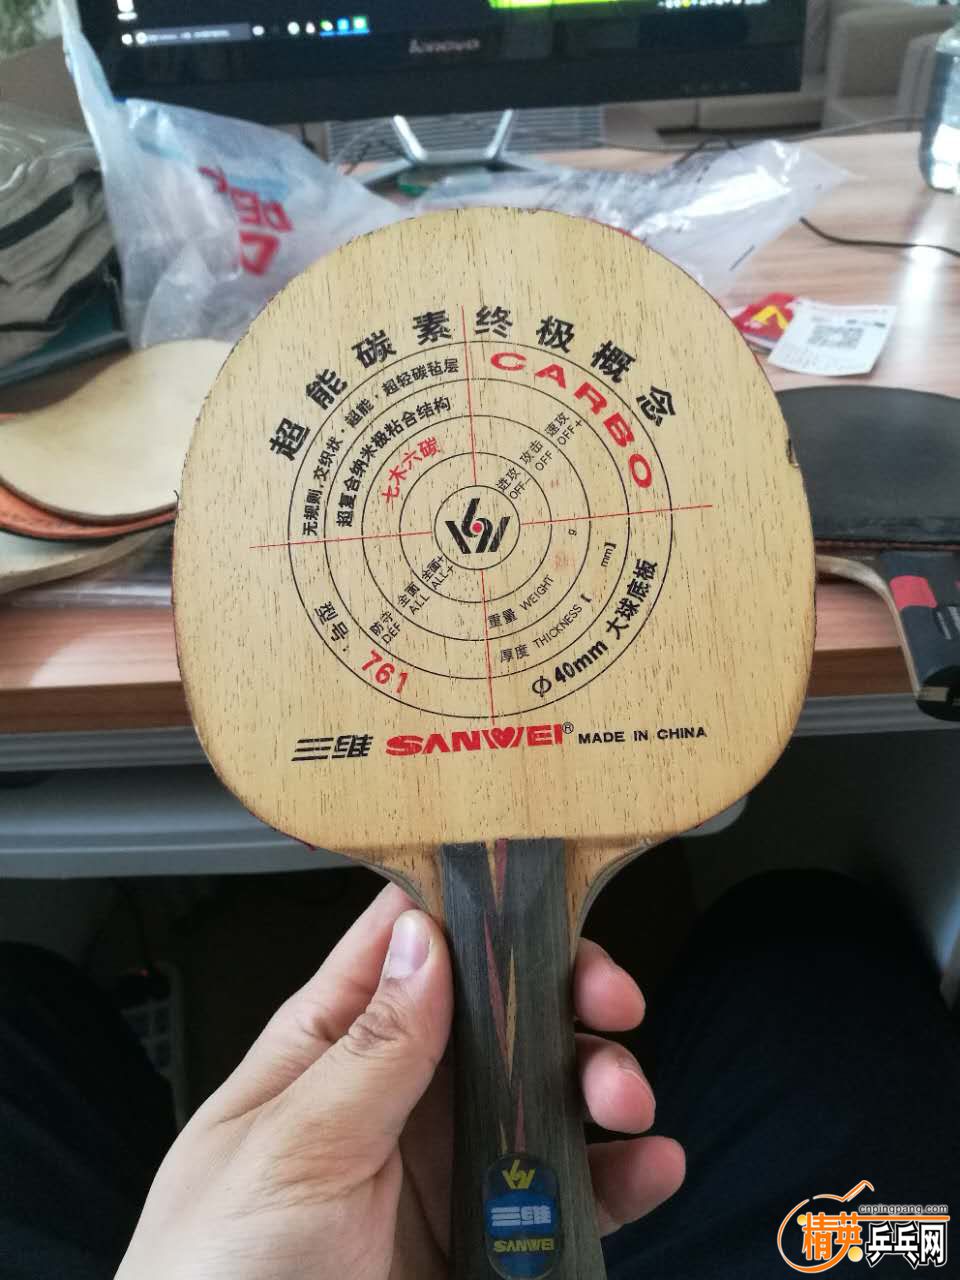 lenovo
超能碳素终极概念
CARBO
无规则.交织状·超能·超轻碳毡层
超复合纳米极粘合结构
七木六碳
速攻
OFF+
攻击
OFF
进攻
OFF-
全面+
ALL+
全面
ALL
防守
DEF
型号:
761
重量 WEIGHT g
厚度 THICKNESS [ mm]
Φ 40mm 大球底板
三维 SANWEI® MADE IN CHINA
三维
SANWEI
cnpingpang.com
精英乒乓网